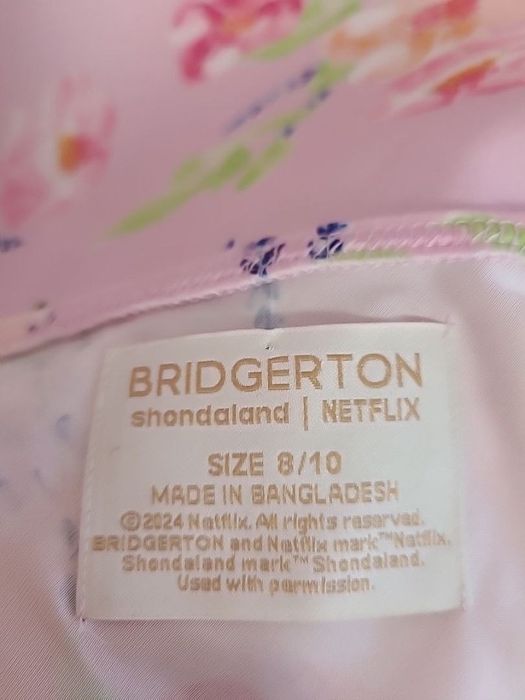 BRIDGERTON
shondaland | NETFLIX
SIZE 8/10
MADE IN BANGLADESH
©2024 Netflix. All rights reserved.
BRIDGERTON and Netflix mark™Netflix.
Shondaland mark™Shondaland.
Used with permission.